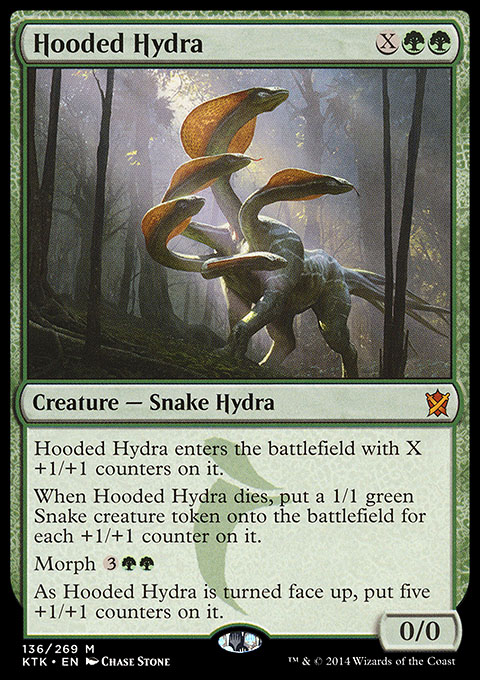 Hooded Hydra X
Creature — Snake Hydra
Hooded Hydra enters the battlefield with X
+1/+1 counters on it.
When Hooded Hydra dies, put a 1/1 green
Snake creature token onto the battlefield for
each +1/+1 counter on it.
Morph 3
As Hooded Hydra is turned face up, put five
+1/+1 counters on it.
0/0
136/269 M
KTK • EN Chase Stone
™ & © 2014 Wizards of the Coast